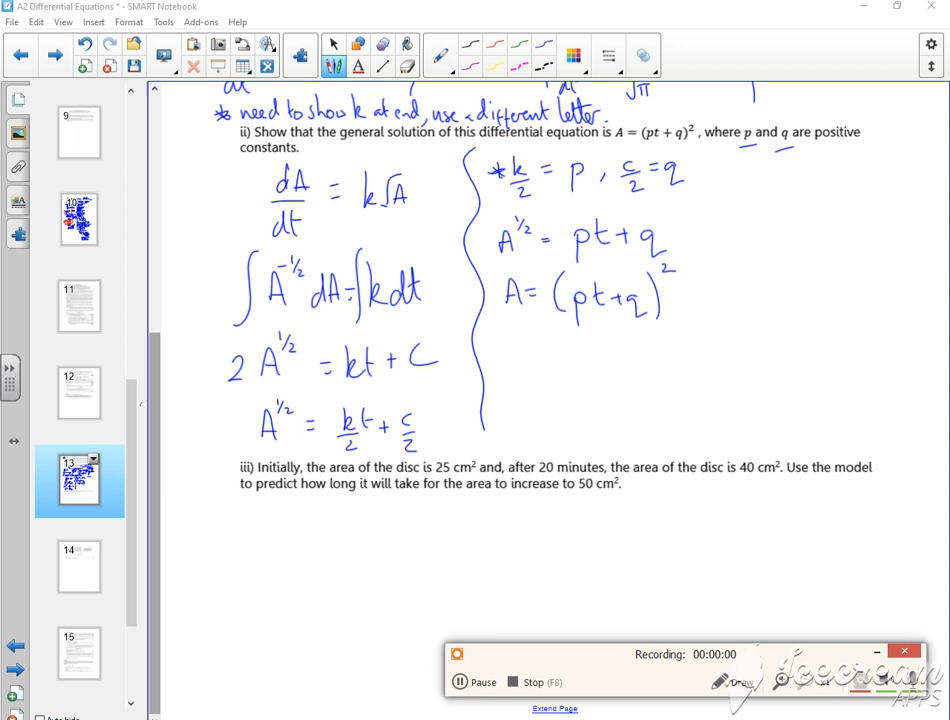 A2 Differential Equations * - SMART Notebook
File Edit View Insert Format Tools Add-ons Help
* need to show k at end, use a different letter.
ii) Show that the general solution of this differential equation is A = (pt + q)², where p and q are positive
constants.
dA/dt = k√A
∫ A^-1/2 dA = ∫ k dt
2 A^1/2 = kt + C
A^1/2 = kt/2 + c/2
* k/2 = p , c/2 = q
A^1/2 = pt + q
A = (pt+q)²
iii) Initially, the area of the disc is 25 cm² and, after 20 minutes, the area of the disc is 40 cm². Use the model
to predict how long it will take for the area to increase to 50 cm².
9
10
11
12
13
14
15
Recording: 00:00:00
Pause Stop (F8) Draw
Icecream
APPS
Extend Page
Auto-hide